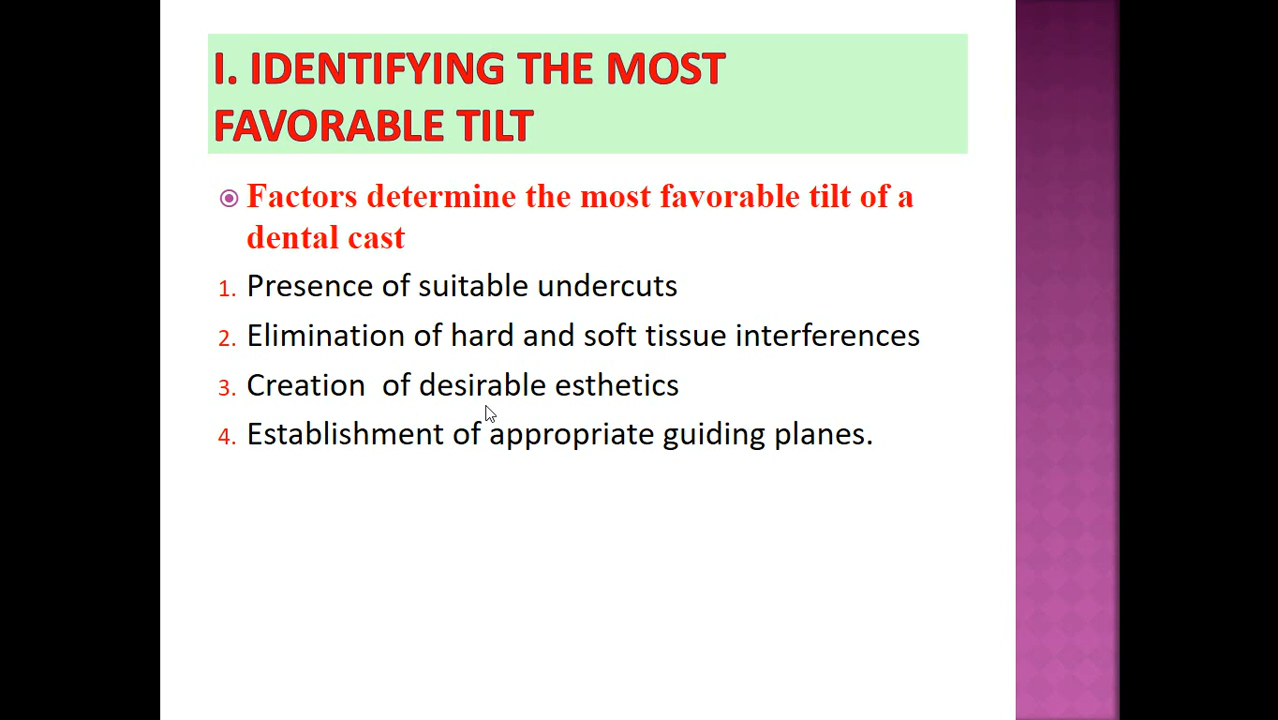 I. IDENTIFYING THE MOST
FAVORABLE TILT
Factors determine the most favorable tilt of a
dental cast
1. Presence of suitable undercuts
2. Elimination of hard and soft tissue interferences
3. Creation  of desirable esthetics
4. Establishment of appropriate guiding planes.